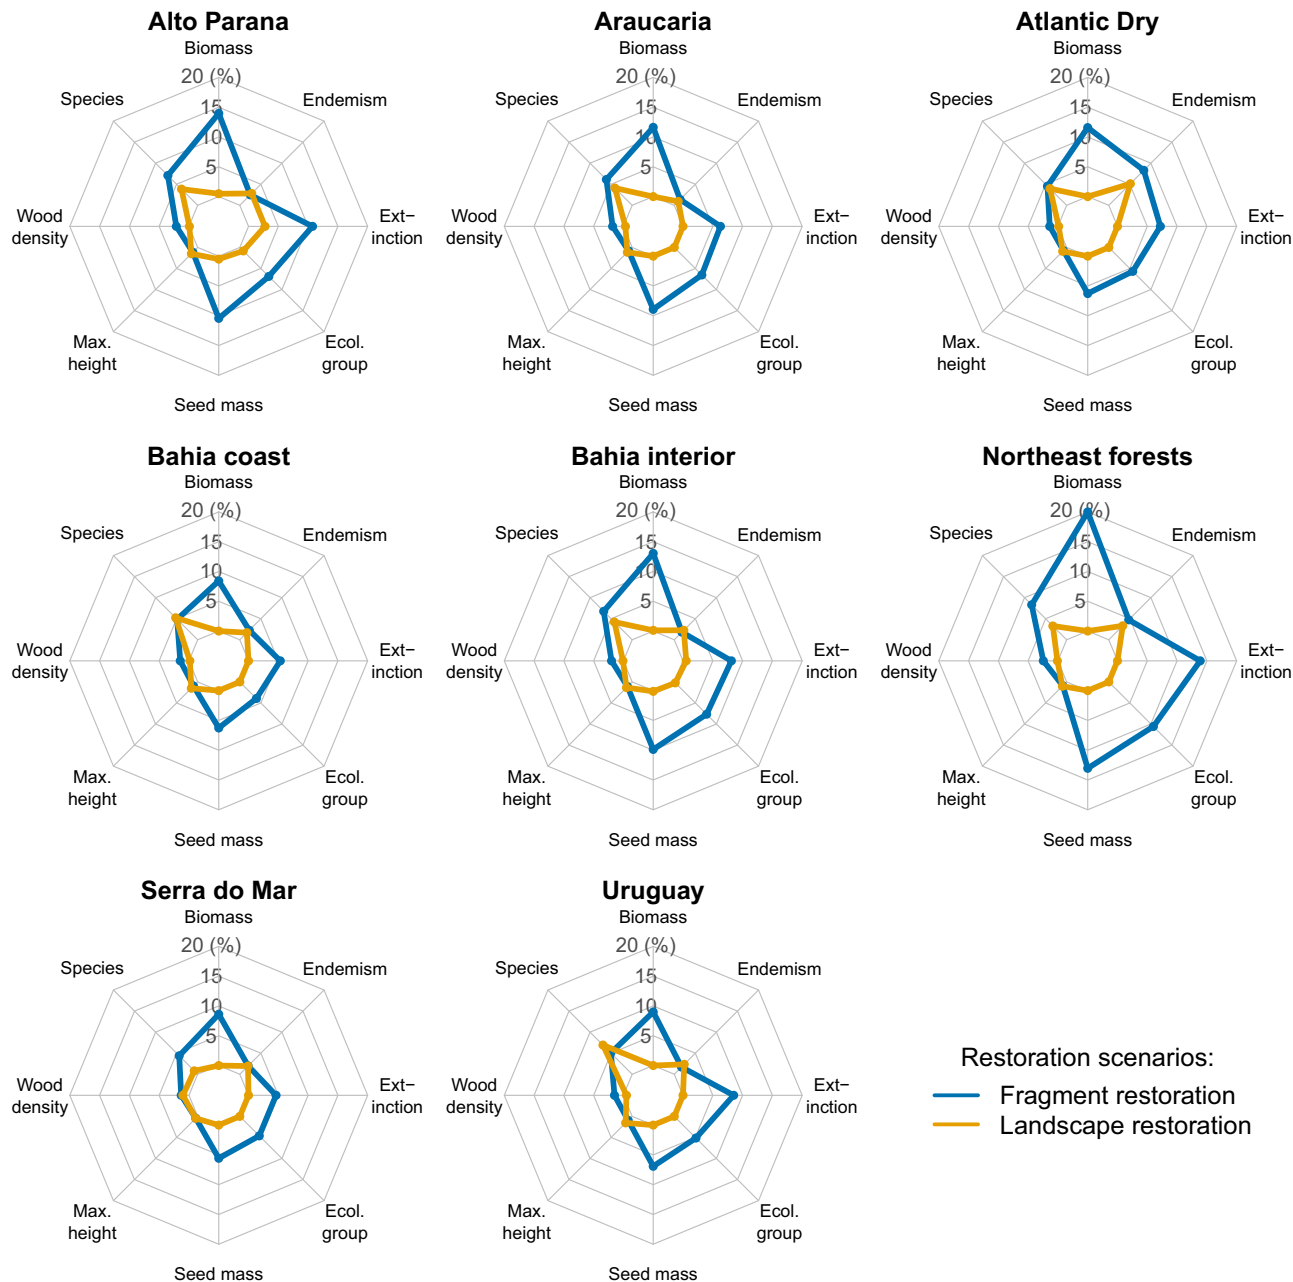 Alto Parana
Biomass
20 (%)
Species
Endemism
15
10
5
Wood
density
Ext−
inction
Max.
height
Ecol.
group
Seed mass
Araucaria
Biomass
20 (%)
Species
Endemism
15
10
5
Wood
density
Ext−
inction
Max.
height
Ecol.
group
Seed mass
Atlantic Dry
Biomass
20 (%)
Species
Endemism
15
10
5
Wood
density
Ext−
inction
Max.
height
Ecol.
group
Seed mass
Bahia coast
Biomass
20 (%)
Species
Endemism
15
10
5
Wood
density
Ext−
inction
Max.
height
Ecol.
group
Seed mass
Bahia interior
Biomass
20 (%)
Species
Endemism
15
10
5
Wood
density
Ext−
inction
Max.
height
Ecol.
group
Seed mass
Northeast forests
Biomass
20 (%)
Species
Endemism
15
10
5
Wood
density
Ext−
inction
Max.
height
Ecol.
group
Seed mass
Serra do Mar
Biomass
20 (%)
Species
Endemism
15
10
5
Wood
density
Ext−
inction
Max.
height
Ecol.
group
Seed mass
Uruguay
Biomass
20 (%)
Species
Endemism
15
10
5
Wood
density
Ext−
inction
Max.
height
Ecol.
group
Seed mass
Restoration scenarios:
Fragment restoration
Landscape restoration